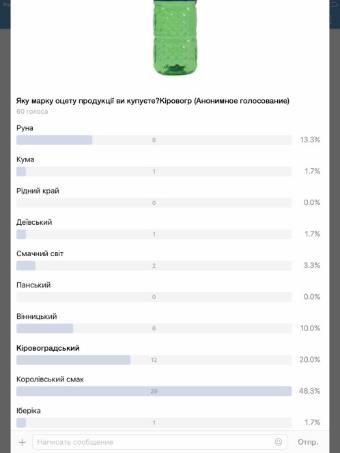 Яку марку оцету продукції ви купуєте?Кіровогр (Анонимное голосование)
60 голоса
Руна
8
13.3%
Кума
1
1.7%
Рідний край
0
0.0%
Деївський
1
1.7%
Смачний світ
2
3.3%
Панський
0
0.0%
Вінницький
6
10.0%
Кіровоградський
12
20.0%
Королівський смак
29
48.3%
Іберіка
1
1.7%
Написать сообщение
Отпр.